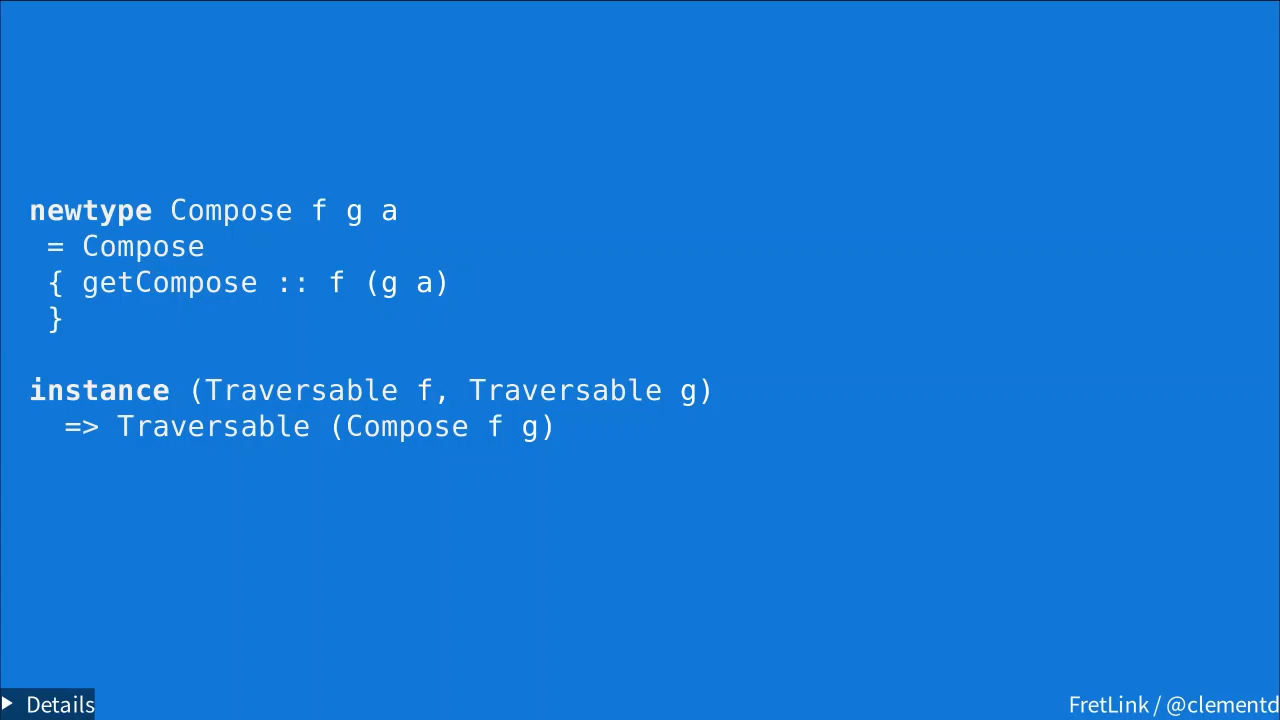 newtype Compose f g a
 = Compose
 { getCompose :: f (g a)
 }
instance (Traversable f, Traversable g)
  => Traversable (Compose f g)
Details
FretLink / @clementd